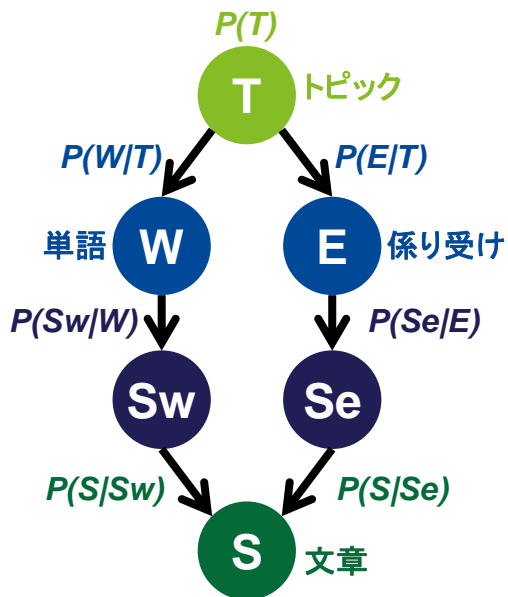 P(T)
T トピック
P(W|T) P(E|T)
単語 W E 係り受け
P(Sw|W) P(Se|E)
Sw Se
P(S|Sw) P(S|Se)
S 文章